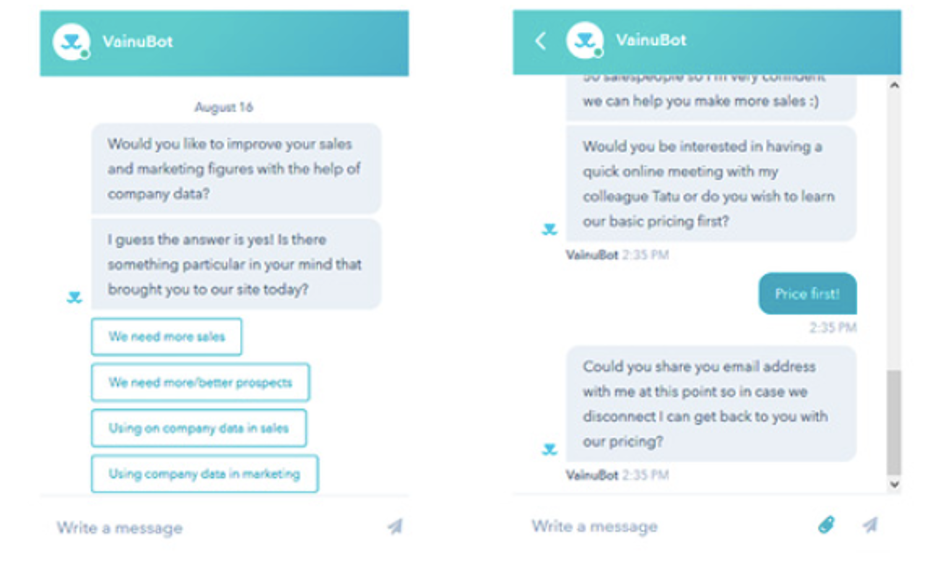 VainuBot
August 16
Would you like to improve your sales
and marketing figures with the help of
company data?
I guess the answer is yes! Is there
something particular in your mind that
brought you to our site today?
We need more sales
We need more/better prospects
Using on company data in sales
Using company data in marketing
Write a message
VainuBot
50 salespeople so I'm very confident
we can help you make more sales :)
Would you be interested in having a
quick online meeting with my
colleague Tatu or do you wish to learn
our basic pricing first?
VainuBot 2:35 PM
Price first!
2:35 PM
Could you share you email address
with me at this point so in case we
disconnect I can get back to you with
our pricing?
VainuBot 2:35 PM
Write a message